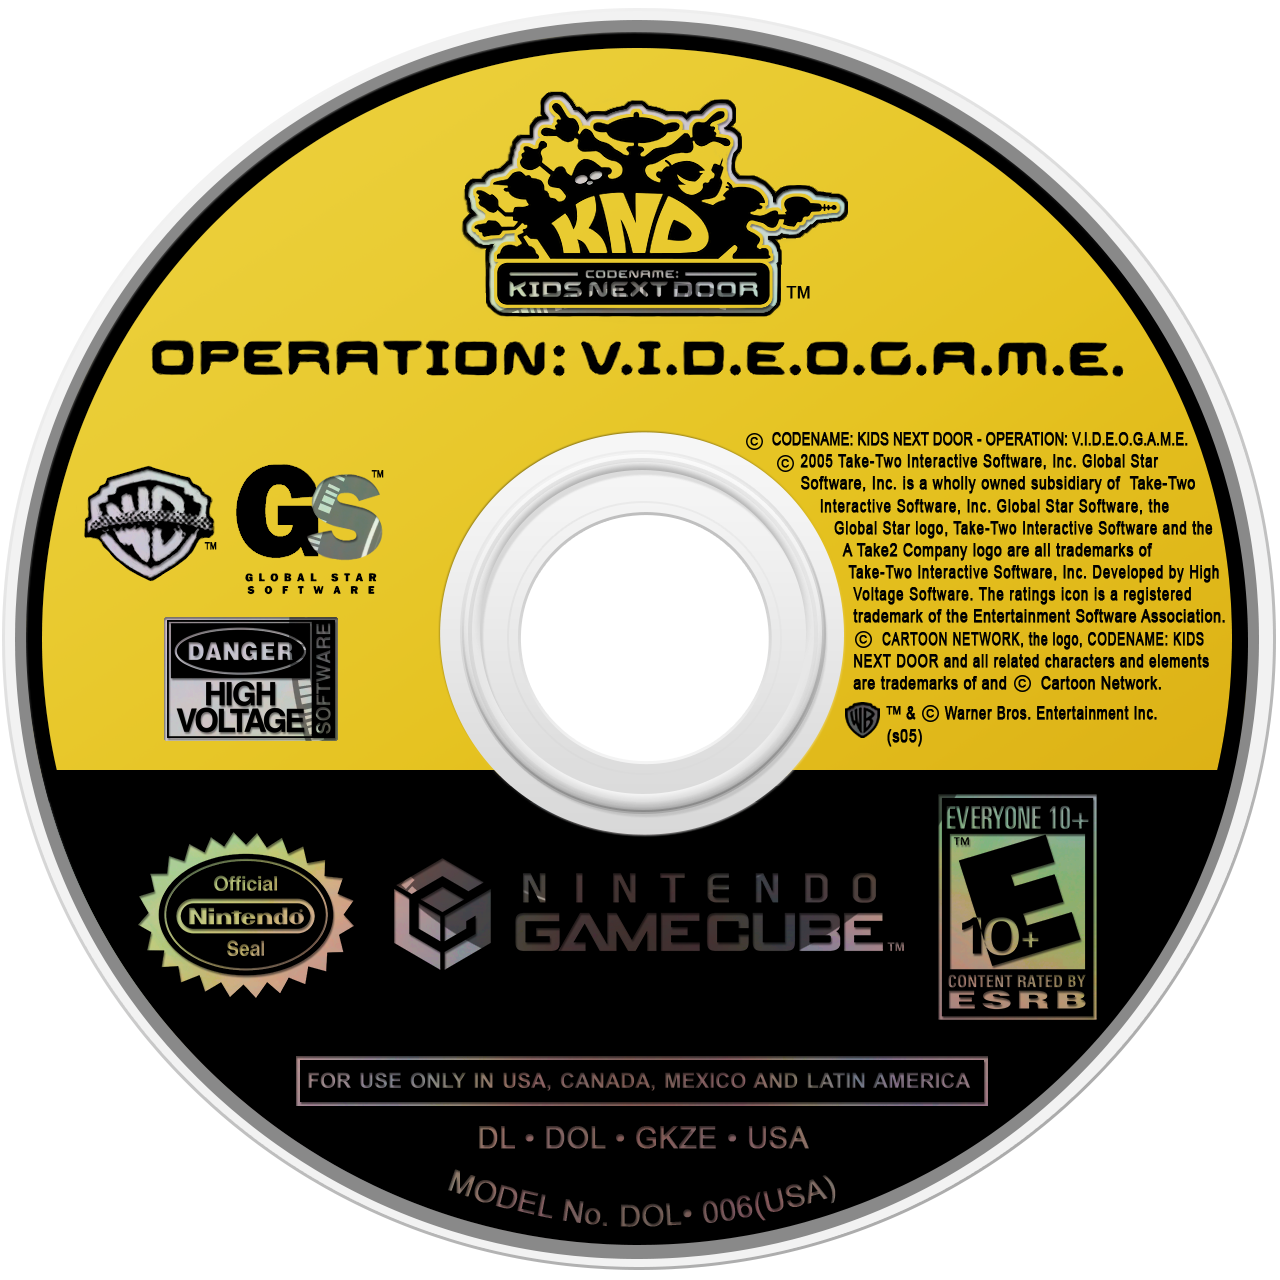 KND
CODENAME:
KIDS NEXT DOOR ™
OPERATION: V.I.D.E.O.G.A.M.E.
© CODENAME: KIDS NEXT DOOR - OPERATION: V.I.D.E.O.G.A.M.E.
© 2005 Take-Two Interactive Software, Inc. Global Star
Software, Inc. is a wholly owned subsidiary of Take-Two
Interactive Software, Inc. Global Star Software, the
Global Star logo, Take-Two Interactive Software and the
A Take2 Company logo are all trademarks of
Take-Two Interactive Software, Inc. Developed by High
Voltage Software. The ratings icon is a registered
trademark of the Entertainment Software Association.
© CARTOON NETWORK, the logo, CODENAME: KIDS
NEXT DOOR and all related characters and elements
are trademarks of and © Cartoon Network.
WB ™ & © Warner Bros. Entertainment Inc.
(s05)
WB ™
GS ™
GLOBAL STAR
SOFTWARE
DANGER
HIGH
VOLTAGE
SOFTWARE
Official
Nintendo®
Seal
NINTENDO
GAMECUBE ™
EVERYONE 10+
™
E
10+
CONTENT RATED BY
ESRB
FOR USE ONLY IN USA, CANADA, MEXICO AND LATIN AMERICA
DL • DOL • GKZE • USA
MODEL No. DOL• 006(USA)